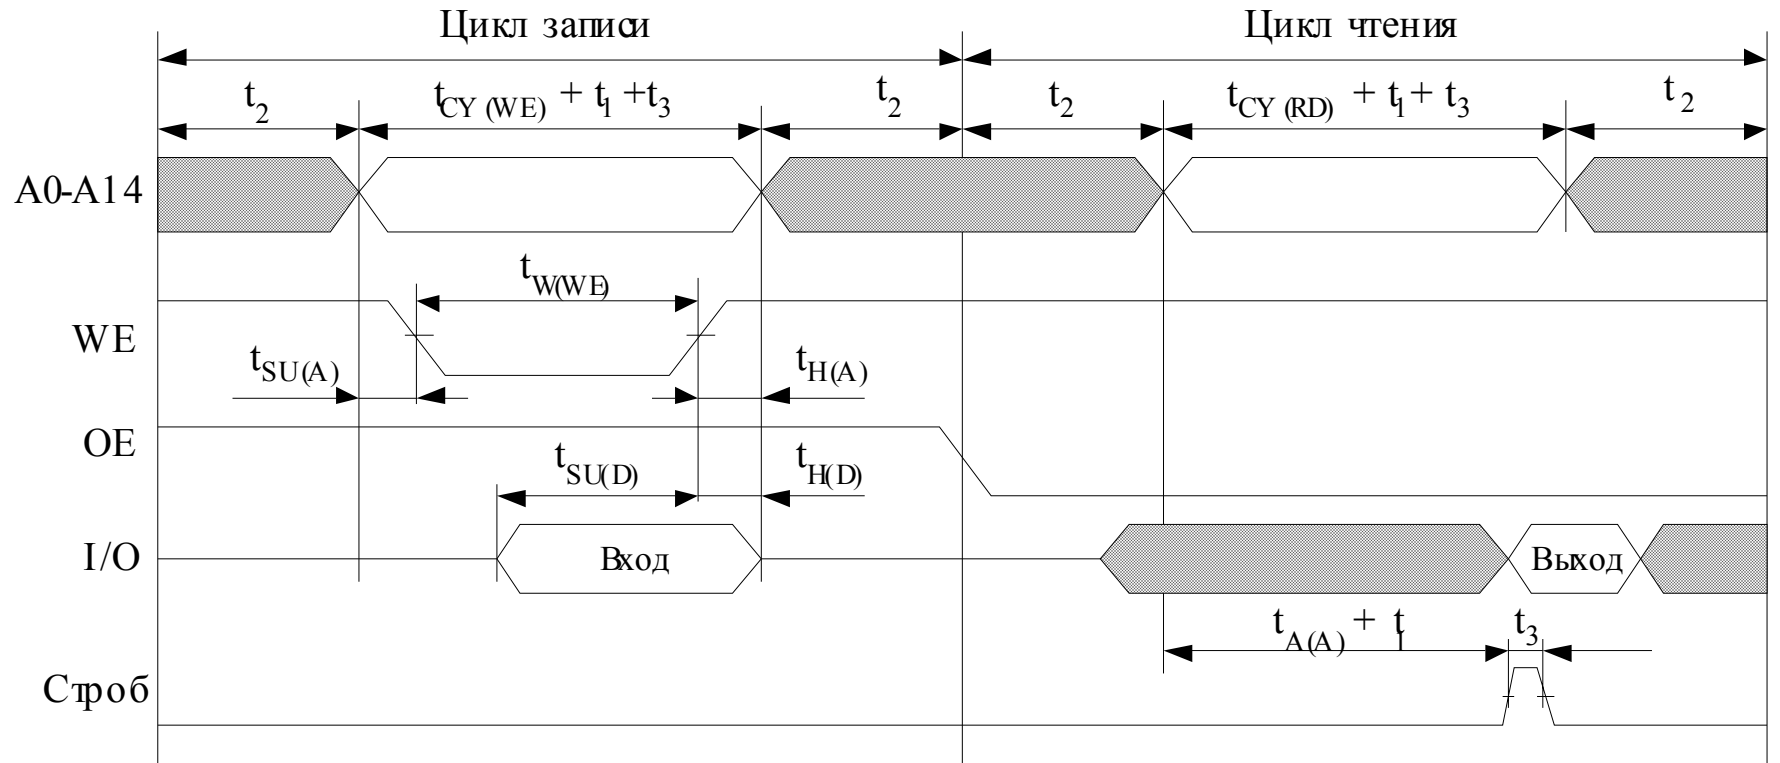 Цикл записи Цикл чтения
t2 tCY(WE) + t1 +t3 t2 t2 tCY(RD) + t1 + t3 t2
A0-A14
tW(WE)
WE
tSU(A) tH(A)
OE
tSU(D) tH(D)
I/O Вход Выход
tA(A) + t1 t3
Строб